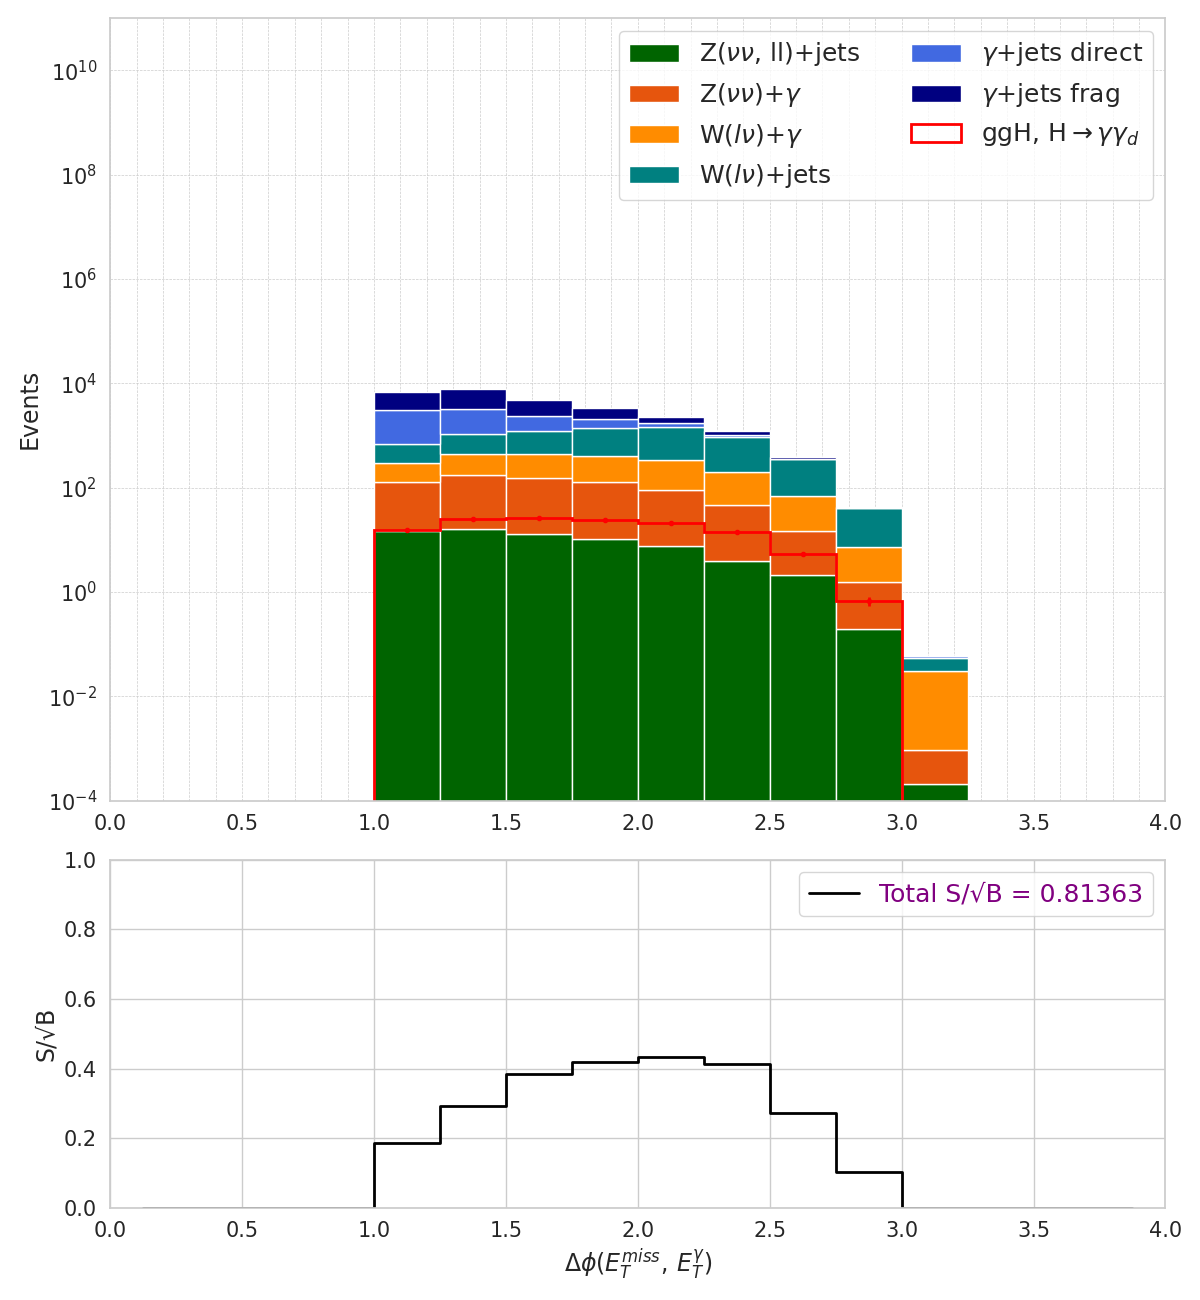 Z(νν, ll)+jets
Z(νν)+γ
W(lν)+γ
W(lν)+jets
γ+jets direct
γ+jets frag
ggH, H→γγ_d
Events
10^10
10^8
10^6
10^4
10^2
10^0
10^−2
10^−4
0.0 0.5 1.0 1.5 2.0 2.5 3.0 3.5 4.0
Total S/√B = 0.81363
S/√B
1.0
0.8
0.6
0.4
0.2
0.0
0.0 0.5 1.0 1.5 2.0 2.5 3.0 3.5 4.0
Δϕ(E_T^miss, E_T^γ)